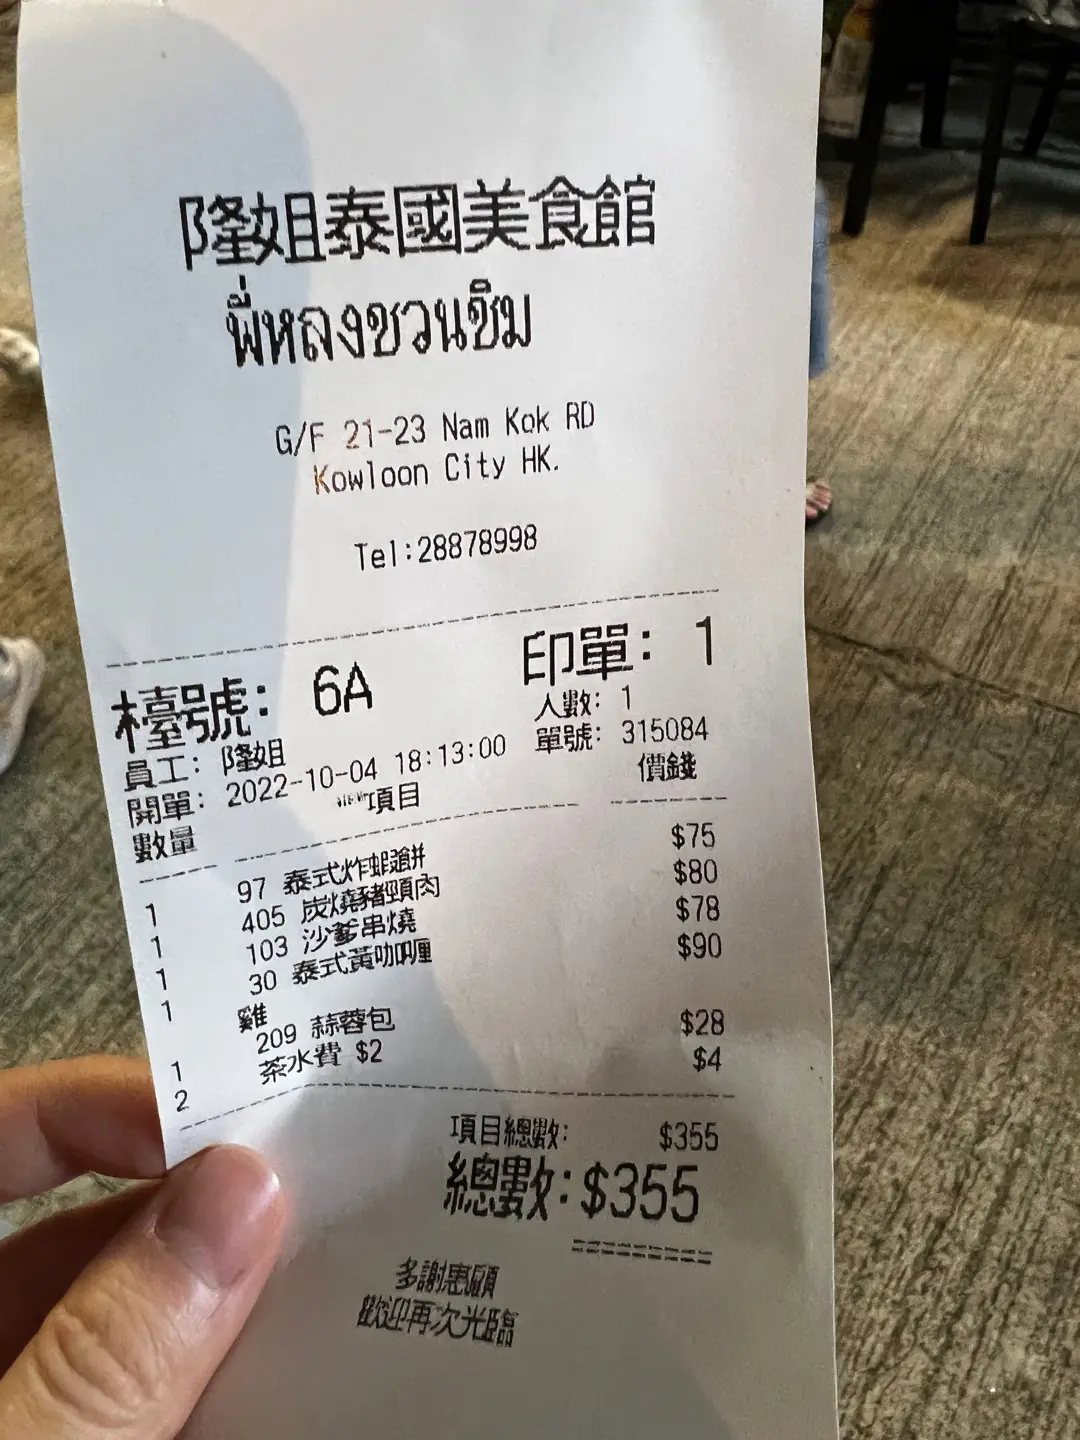 隆姐泰國美食館
พี่หลงชวนชิม
G/F 21-23 Nam Kok RD
Kowloon City HK.
Tel:28878998
檯號: 6A 印單: 1
員工: 隆姐 人數: 1
開單: 2022-10-04 18:13:00 單號: 315084
數量 項目 價錢
1 97 泰式炸蝦餅 $75
1 405 炭燒豬頸肉 $80
1 103 沙爹串燒 $78
1 30 泰式黃咖喱 $90
雞
1 209 蒜蓉包 $28
2 茶水費 $2 $4
項目總數: $355
總數: $355
多謝惠顧
歡迎再次光臨